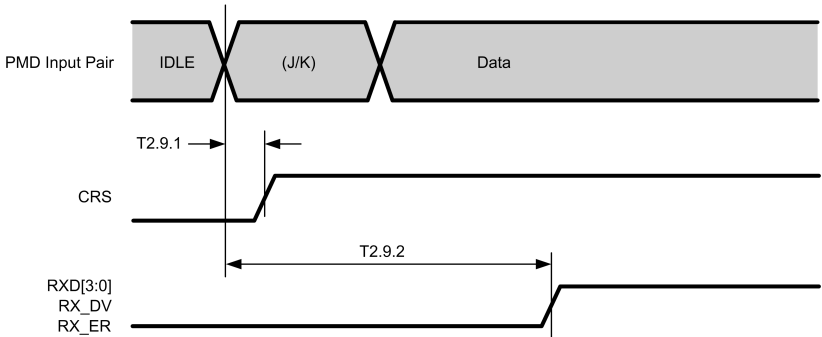 PMD Input Pair IDLE (J/K) Data
T2.9.1
CRS
T2.9.2
RXD[3:0]
RX_DV
RX_ER